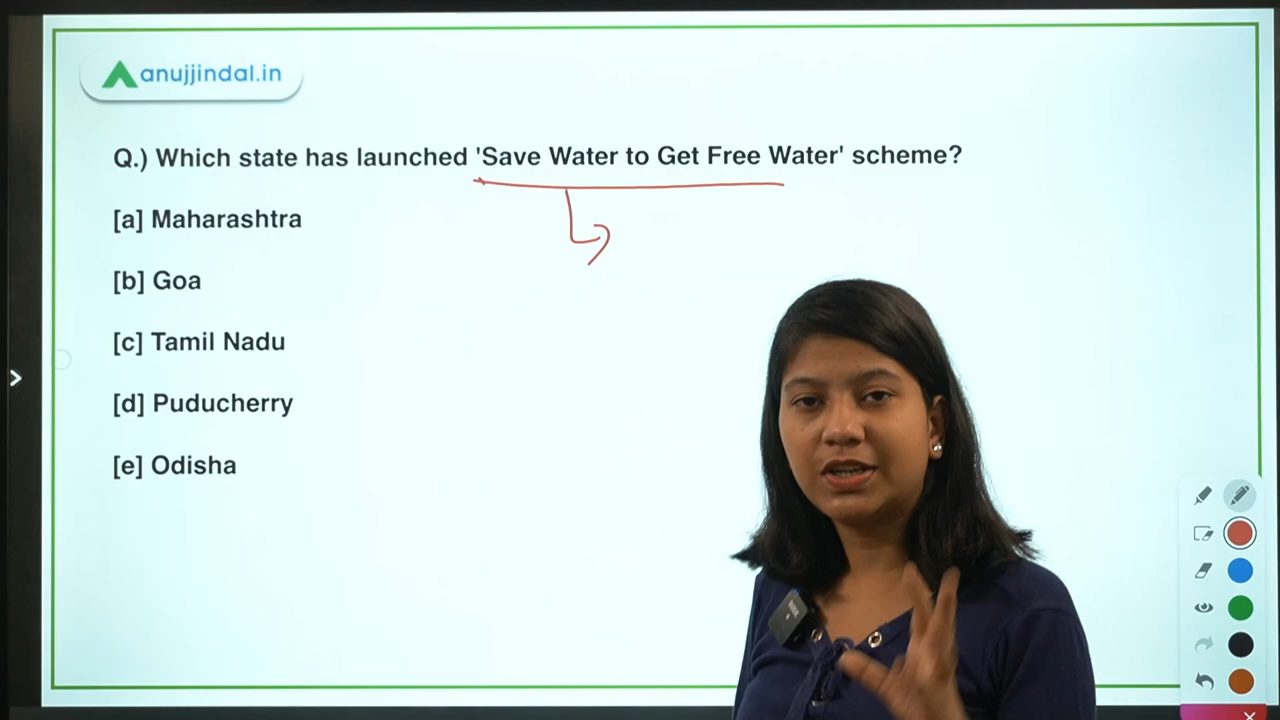 anujjindal.in
Q.) Which state has launched 'Save Water to Get Free Water' scheme?
[a] Maharashtra
[b] Goa
[c] Tamil Nadu
[d] Puducherry
[e] Odisha